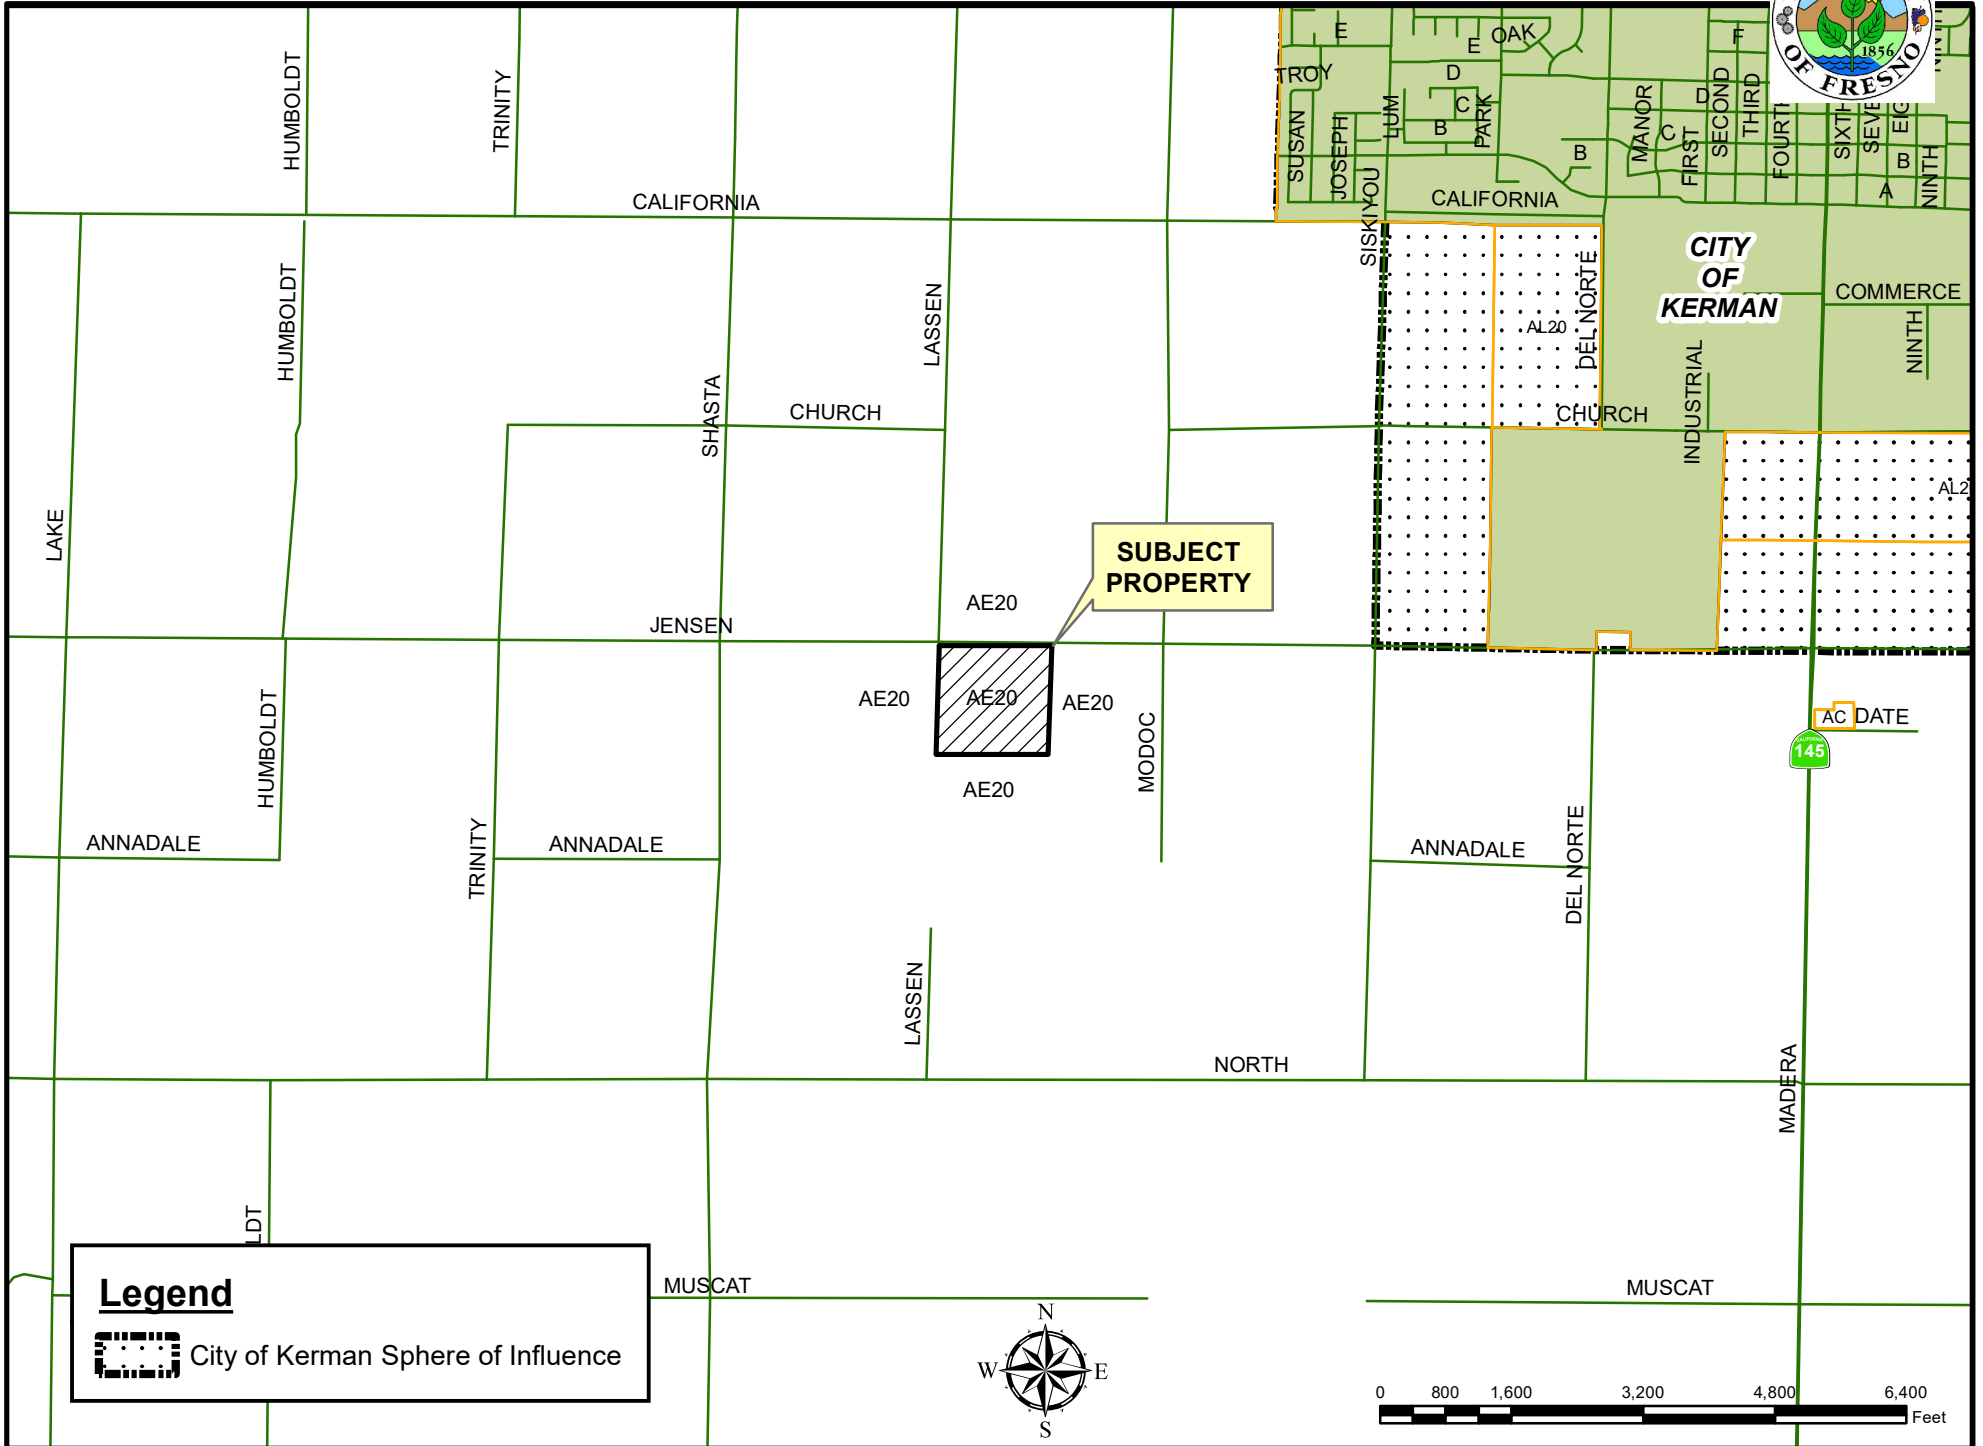 E
E
OAK
F
1856
OF FRESNO
TROY
D
C
B
LUM
PARK
SUSAN
JOSEPH
SISKIYOU
B
MANOR
C
D
FIRST
SECOND
THIRD
SIXTH
B
A
NINTH
HUMBOLDT
TRINITY
CALIFORNIA
CALIFORNIA
CITY
OF
KERMAN
COMMERCE
NINTH
INDUSTRIAL
DEL NORTE
AL20
HUMBOLDT
LASSEN
SHASTA
CHURCH
CHURCH
LAKE
AL2
SUBJECT
PROPERTY
AE20
JENSEN
AE20
AE20
AE20
AE20
HUMBOLDT
MODOC
AC
DATE
CALIFORNIA
145
ANNADALE
TRINITY
ANNADALE
ANNADALE
DEL NORTE
LASSEN
NORTH
MADERA
LDT
MUSCAT
MUSCAT
Legend
City of Kerman Sphere of Influence
N
W
E
S
0 800 1,600 3,200 4,800 6,400
Feet